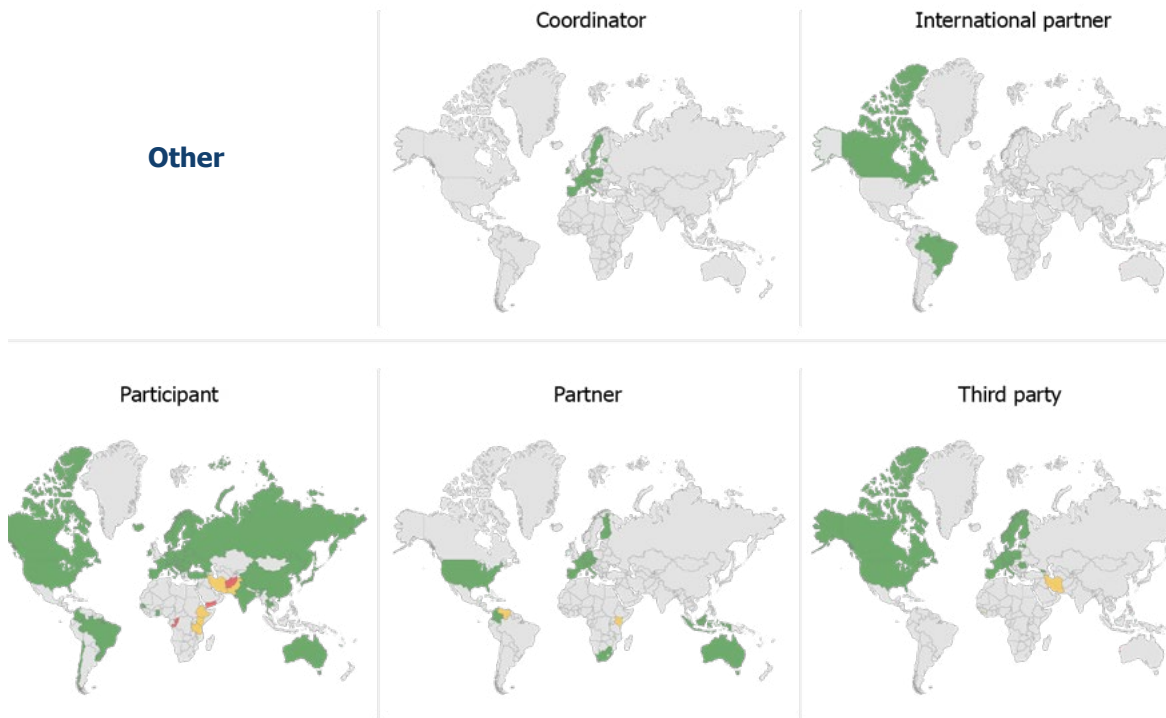 Other
Coordinator
International partner
Participant
Partner
Third party